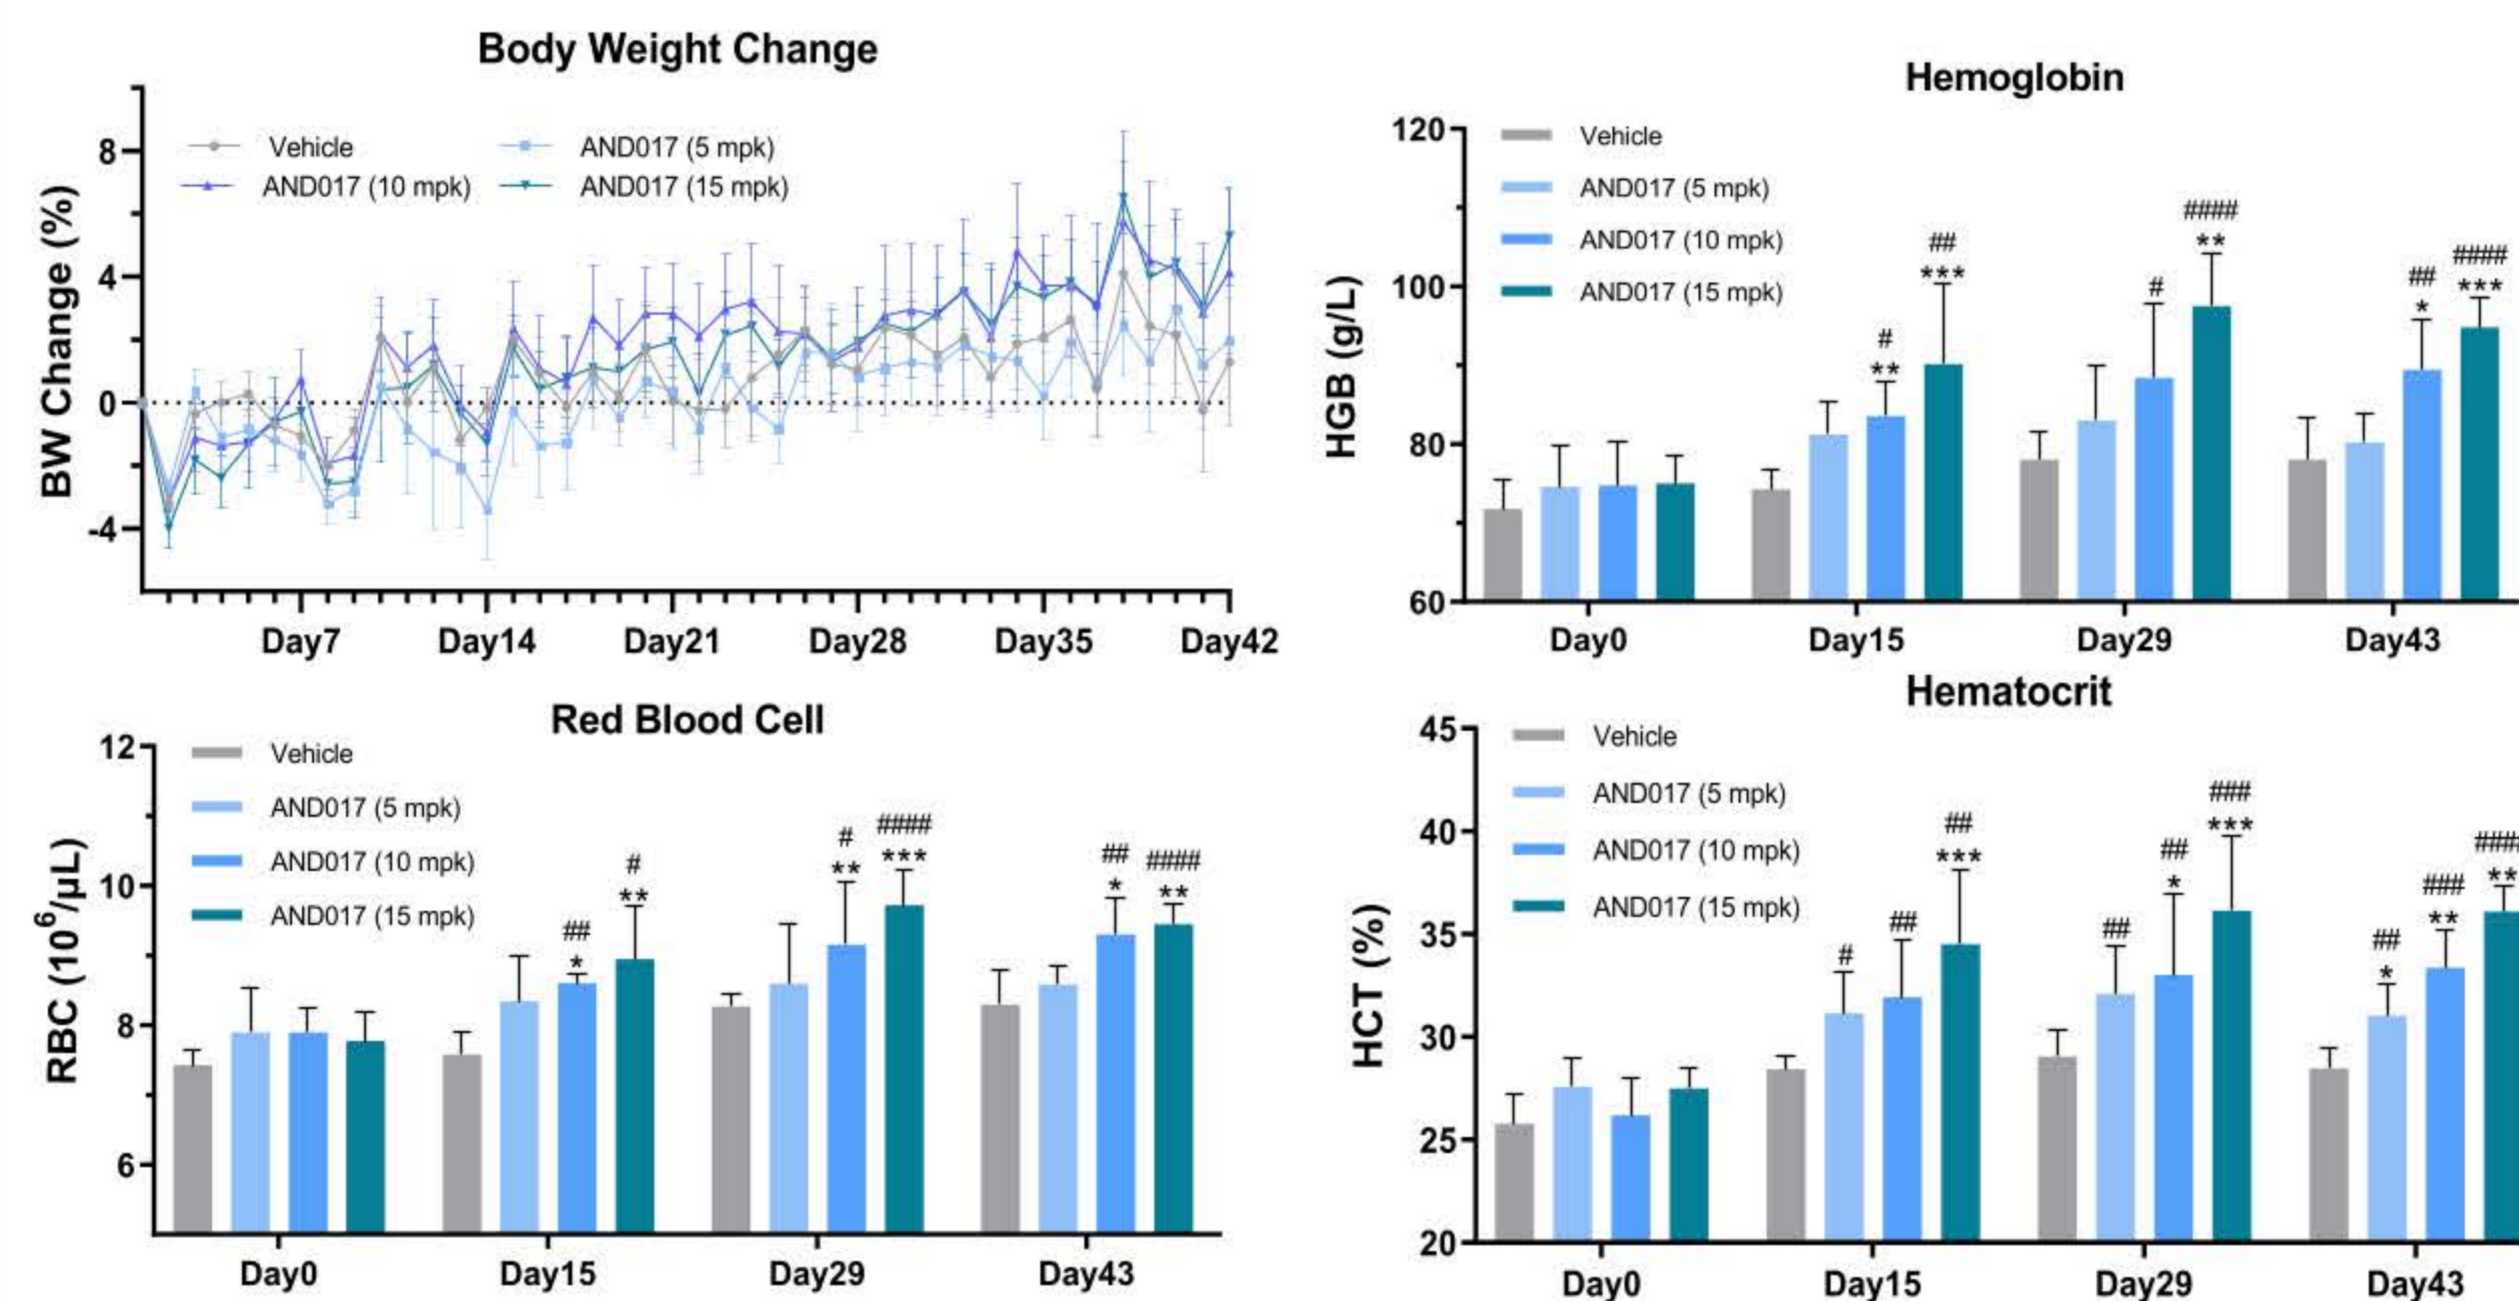 Body Weight Change
BW Change (%)
8
4
0
-4
Vehicle
AND017 (5 mpk)
AND017 (10 mpk)
AND017 (15 mpk)
Day7
Day14
Day21
Day28
Day35
Day42
Hemoglobin
HGB (g/L)
120
100
80
60
Vehicle
AND017 (5 mpk)
AND017 (10 mpk)
AND017 (15 mpk)
#
**
##
***
#
####
**
##
*
####
***
Day0
Day15
Day29
Day43
Red Blood Cell
RBC (10⁶/μL)
12
10
8
6
Vehicle
AND017 (5 mpk)
AND017 (10 mpk)
AND017 (15 mpk)
##
*
#
**
#
**
####
***
##
*
####
**
Day0
Day15
Day29
Day43
Hematocrit
HCT (%)
45
40
35
30
25
20
Vehicle
AND017 (5 mpk)
AND017 (10 mpk)
AND017 (15 mpk)
#
##
##
***
##
##
*
###
***
##
*
###
**
Day0
Day15
Day29
Day43